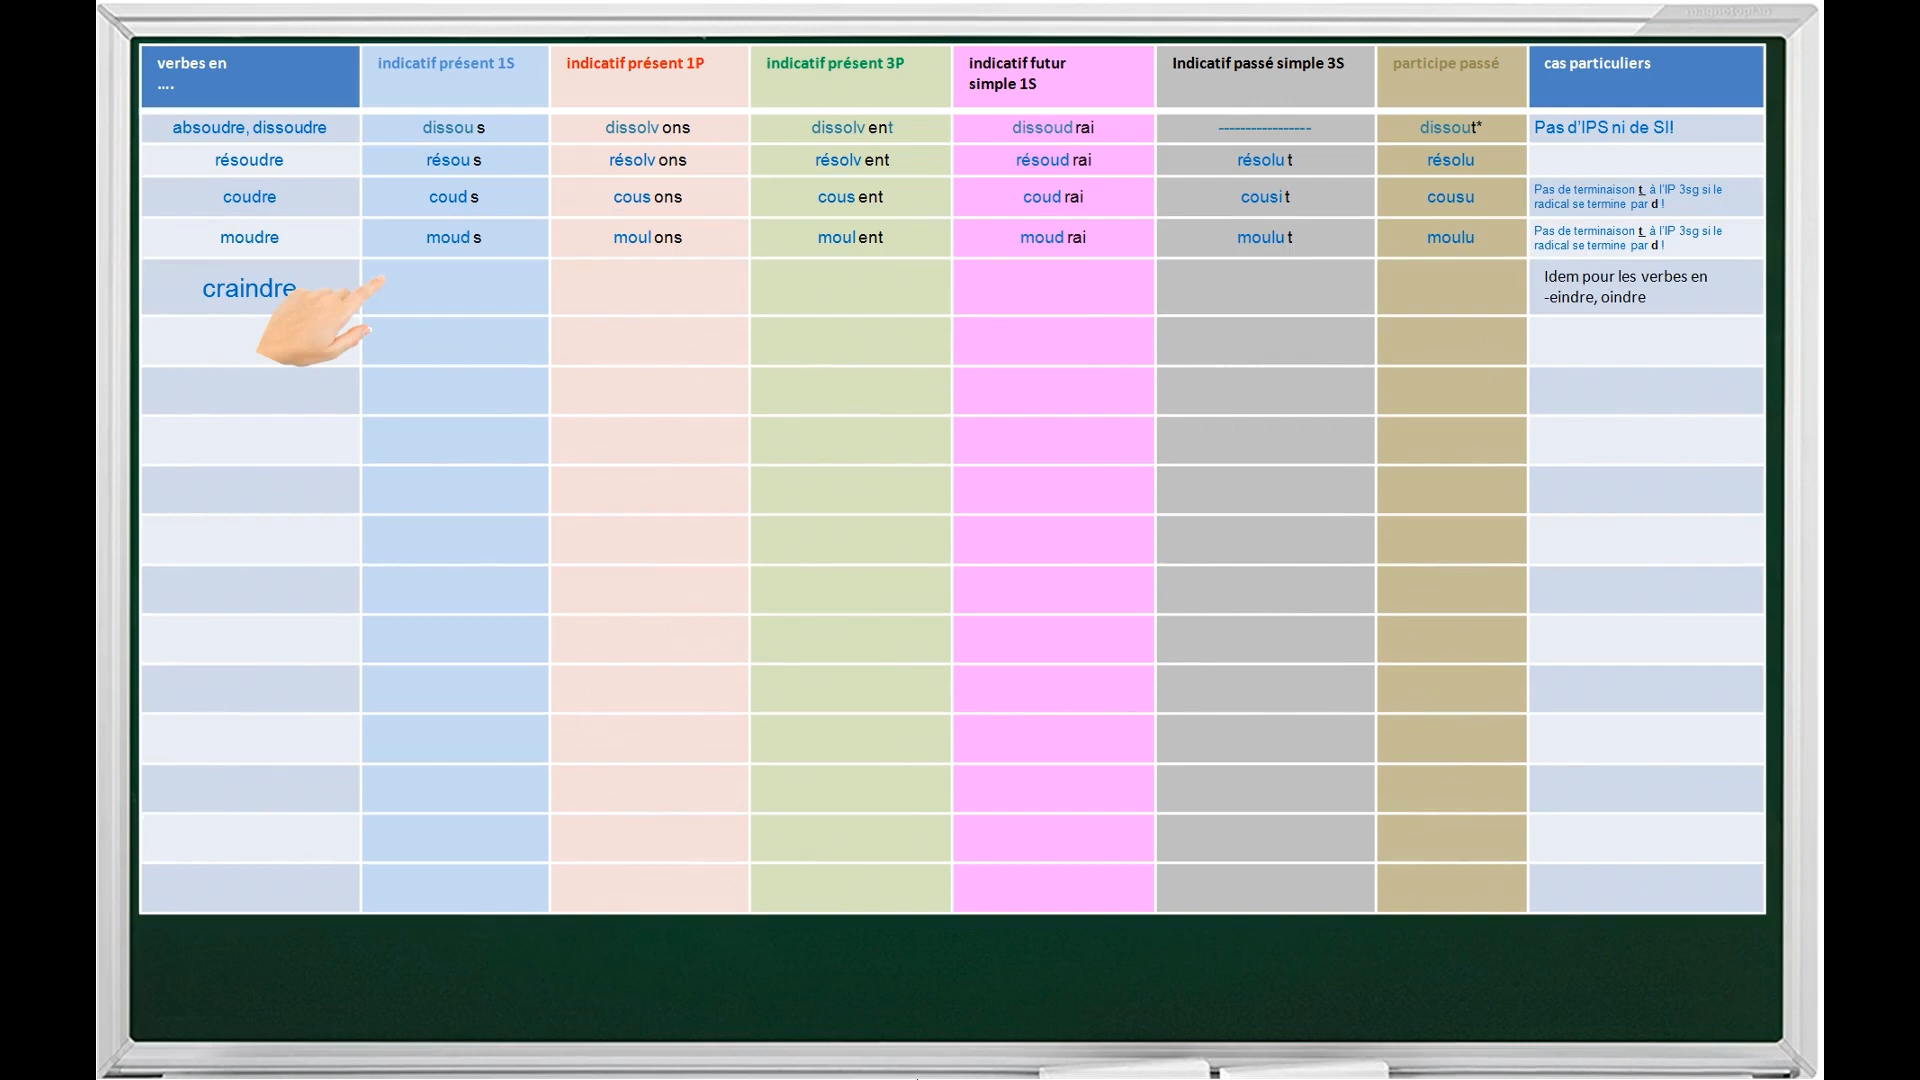 magnetoplan
verbes en
....
indicatif présent 1S
indicatif présent 1P
indicatif présent 3P
indicatif futur
simple 1S
Indicatif passé simple 3S
participe passé
cas particuliers
absoudre, dissoudre
dissou s
dissolv ons
dissolv ent
dissoud rai
-----------------
dissout*
Pas d'IPS ni de SI!
résoudre
résou s
résolv ons
résolv ent
résoud rai
résolu t
résolu
coudre
coud s
cous ons
cous ent
coud rai
cousi t
cousu
Pas de terminaison t à l'IP 3sg si le
radical se termine par d !
moudre
moud s
moul ons
moul ent
moud rai
moulu t
moulu
Pas de terminaison t à l'IP 3sg si le
radical se termine par d !
craindre
Idem pour les verbes en
-eindre, oindre